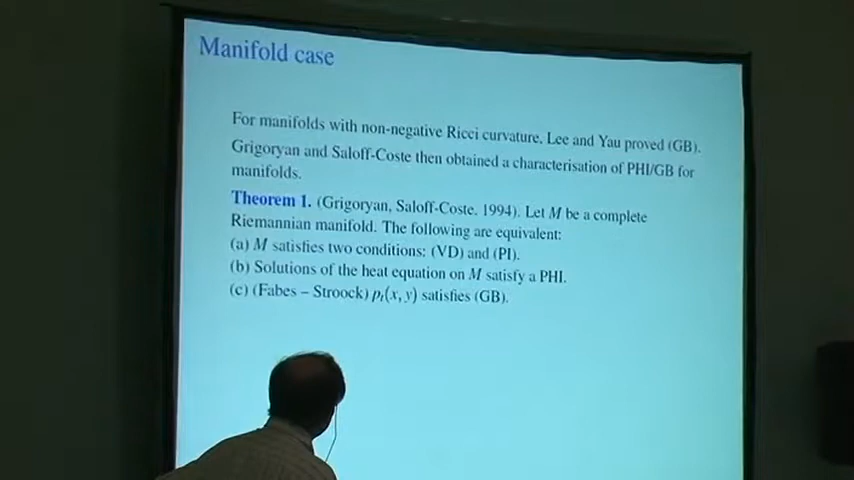 Manifold case
For manifolds with non-negative Ricci curvature, Lee and Yau proved (GB).
Grigoryan and Saloff-Coste then obtained a characterisation of PHI/GB for
manifolds.
Theorem 1. (Grigoryan, Saloff-Coste, 1994). Let M be a complete
Riemannian manifold. The following are equivalent:
(a) M satisfies two conditions: (VD) and (PI).
(b) Solutions of the heat equation on M satisfy a PHI.
(c) (Fabes – Stroock) pₜ(x, y) satisfies (GB).